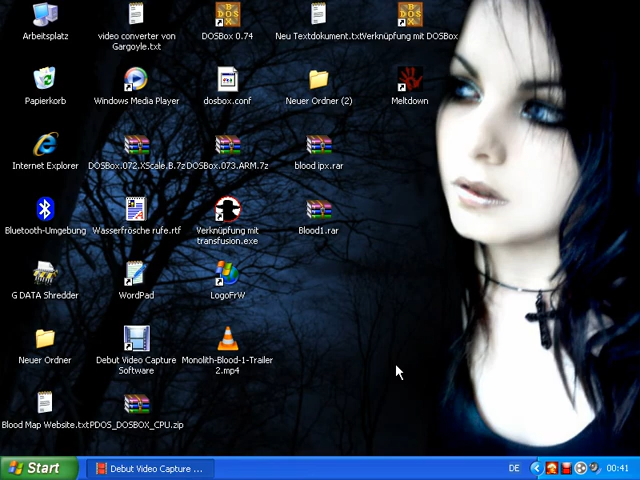 Arbeitsplatz
video converter von
Gargoyle.txt
DOSBox 0.74
Neu Textdokument.txt
Verknüpfung mit DOSBox
Papierkorb
Windows Media Player
dosbox.conf
Neuer Ordner (2)
Meltdown
Internet Explorer
DOSBox.072.XScale.B.7z
DOSBox.073.ARM.7z
blood ipx.rar
Bluetooth-Umgebung
Wasserfrösche rufe.rtf
Verknüpfung mit
transfusion.exe
Blood1.rar
G DATA Shredder
WordPad
LogoFrW
Neuer Ordner
Debut Video Capture
Software
Monolith-Blood-1-Trailer
2.mp4
Blood Map Website.txt
PDOS_DOSBOX_CPU.zip
Start
Debut Video Capture ...
DE
00:41